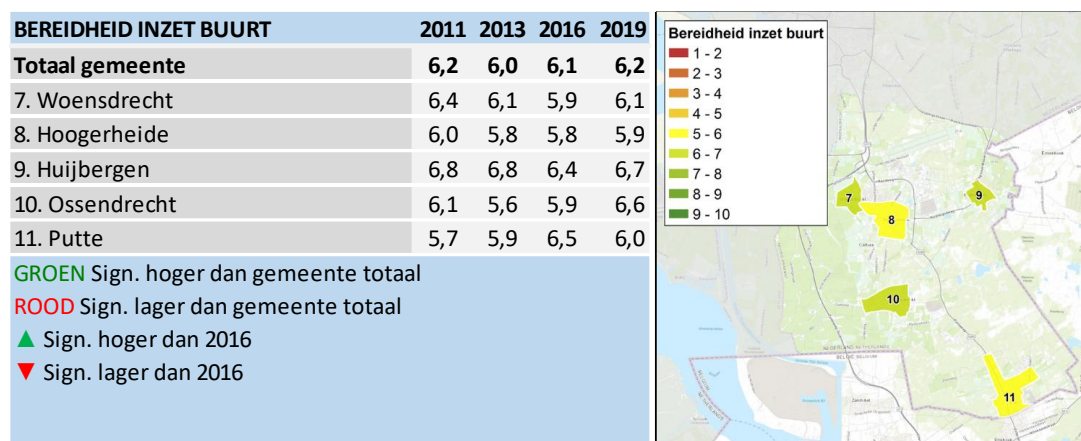 BEREIDHEID INZET BUURT 2011 2013 2016 2019
Totaal gemeente 6,2 6,0 6,1 6,2
7. Woensdrecht 6,4 6,1 5,9 6,1
8. Hoogerheide 6,0 5,8 5,8 5,9
9. Huijbergen 6,8 6,8 6,4 6,7
10. Ossendrecht 6,1 5,6 5,9 6,6
11. Putte 5,7 5,9 6,5 6,0
GROEN Sign. hoger dan gemeente totaal
ROOD Sign. lager dan gemeente totaal
▲ Sign. hoger dan 2016
▼ Sign. lager dan 2016
Bereidheid inzet buurt
1 - 2
2 - 3
3 - 4
4 - 5
5 - 6
6 - 7
7 - 8
8 - 9
9 - 10
7
8
9
10
11